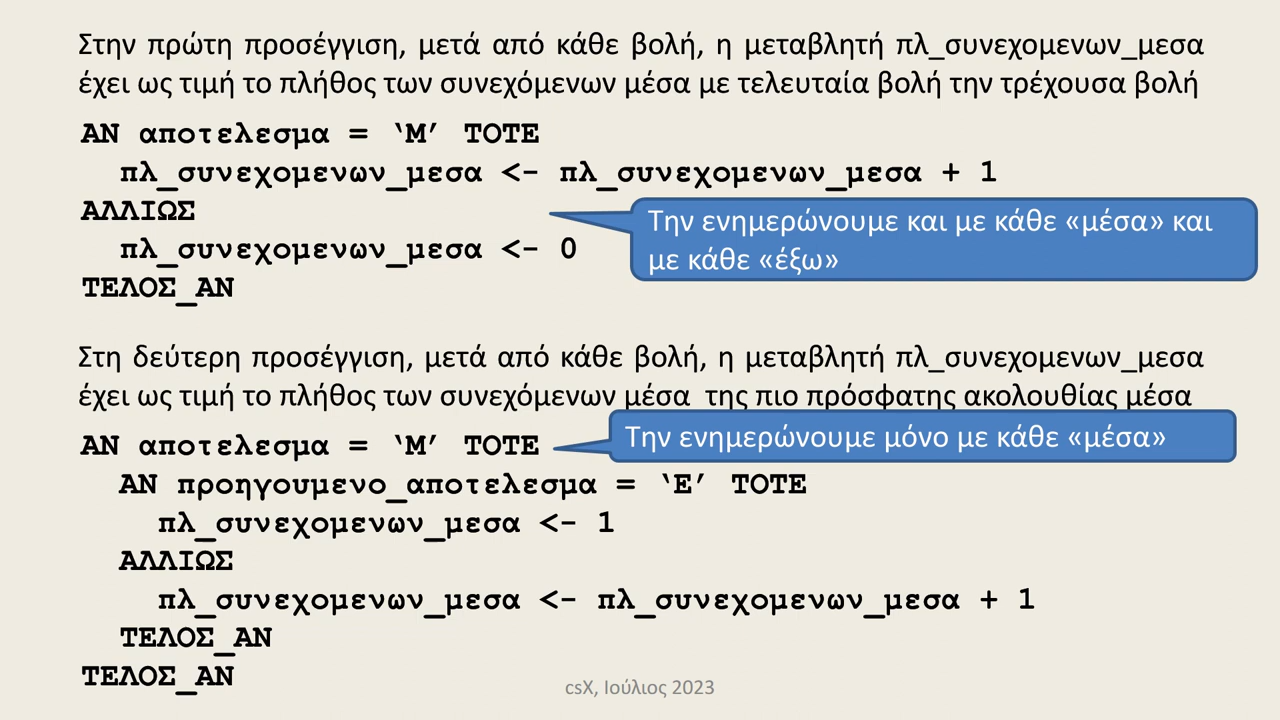 Στην πρώτη προσέγγιση, μετά από κάθε βολή, η μεταβλητή πλ_συνεχομενων_μεσα
έχει ως τιμή το πλήθος των συνεχόμενων μέσα με τελευταία βολή την τρέχουσα βολή
ΑΝ αποτελεσμα = ‘Μ’ ΤΟΤΕ
πλ_συνεχομενων_μεσα <- πλ_συνεχομενων_μεσα + 1
ΑΛΛΙΩΣ
πλ_συνεχομενων_μεσα <- 0
ΤΕΛΟΣ_ΑΝ
Την ενημερώνουμε και με κάθε «μέσα» και
με κάθε «έξω»
Στη δεύτερη προσέγγιση, μετά από κάθε βολή, η μεταβλητή πλ_συνεχομενων_μεσα
έχει ως τιμή το πλήθος των συνεχόμενων μέσα της πιο πρόσφατης ακολουθίας μέσα
ΑΝ αποτελεσμα = ‘Μ’ ΤΟΤΕ
Την ενημερώνουμε μόνο με κάθε «μέσα»
ΑΝ προηγουμενο_αποτελεσμα = ‘Ε’ ΤΟΤΕ
πλ_συνεχομενων_μεσα <- 1
ΑΛΛΙΩΣ
πλ_συνεχομενων_μεσα <- πλ_συνεχομενων_μεσα + 1
ΤΕΛΟΣ_ΑΝ
ΤΕΛΟΣ_ΑΝ
csX, Ιούλιος 2023